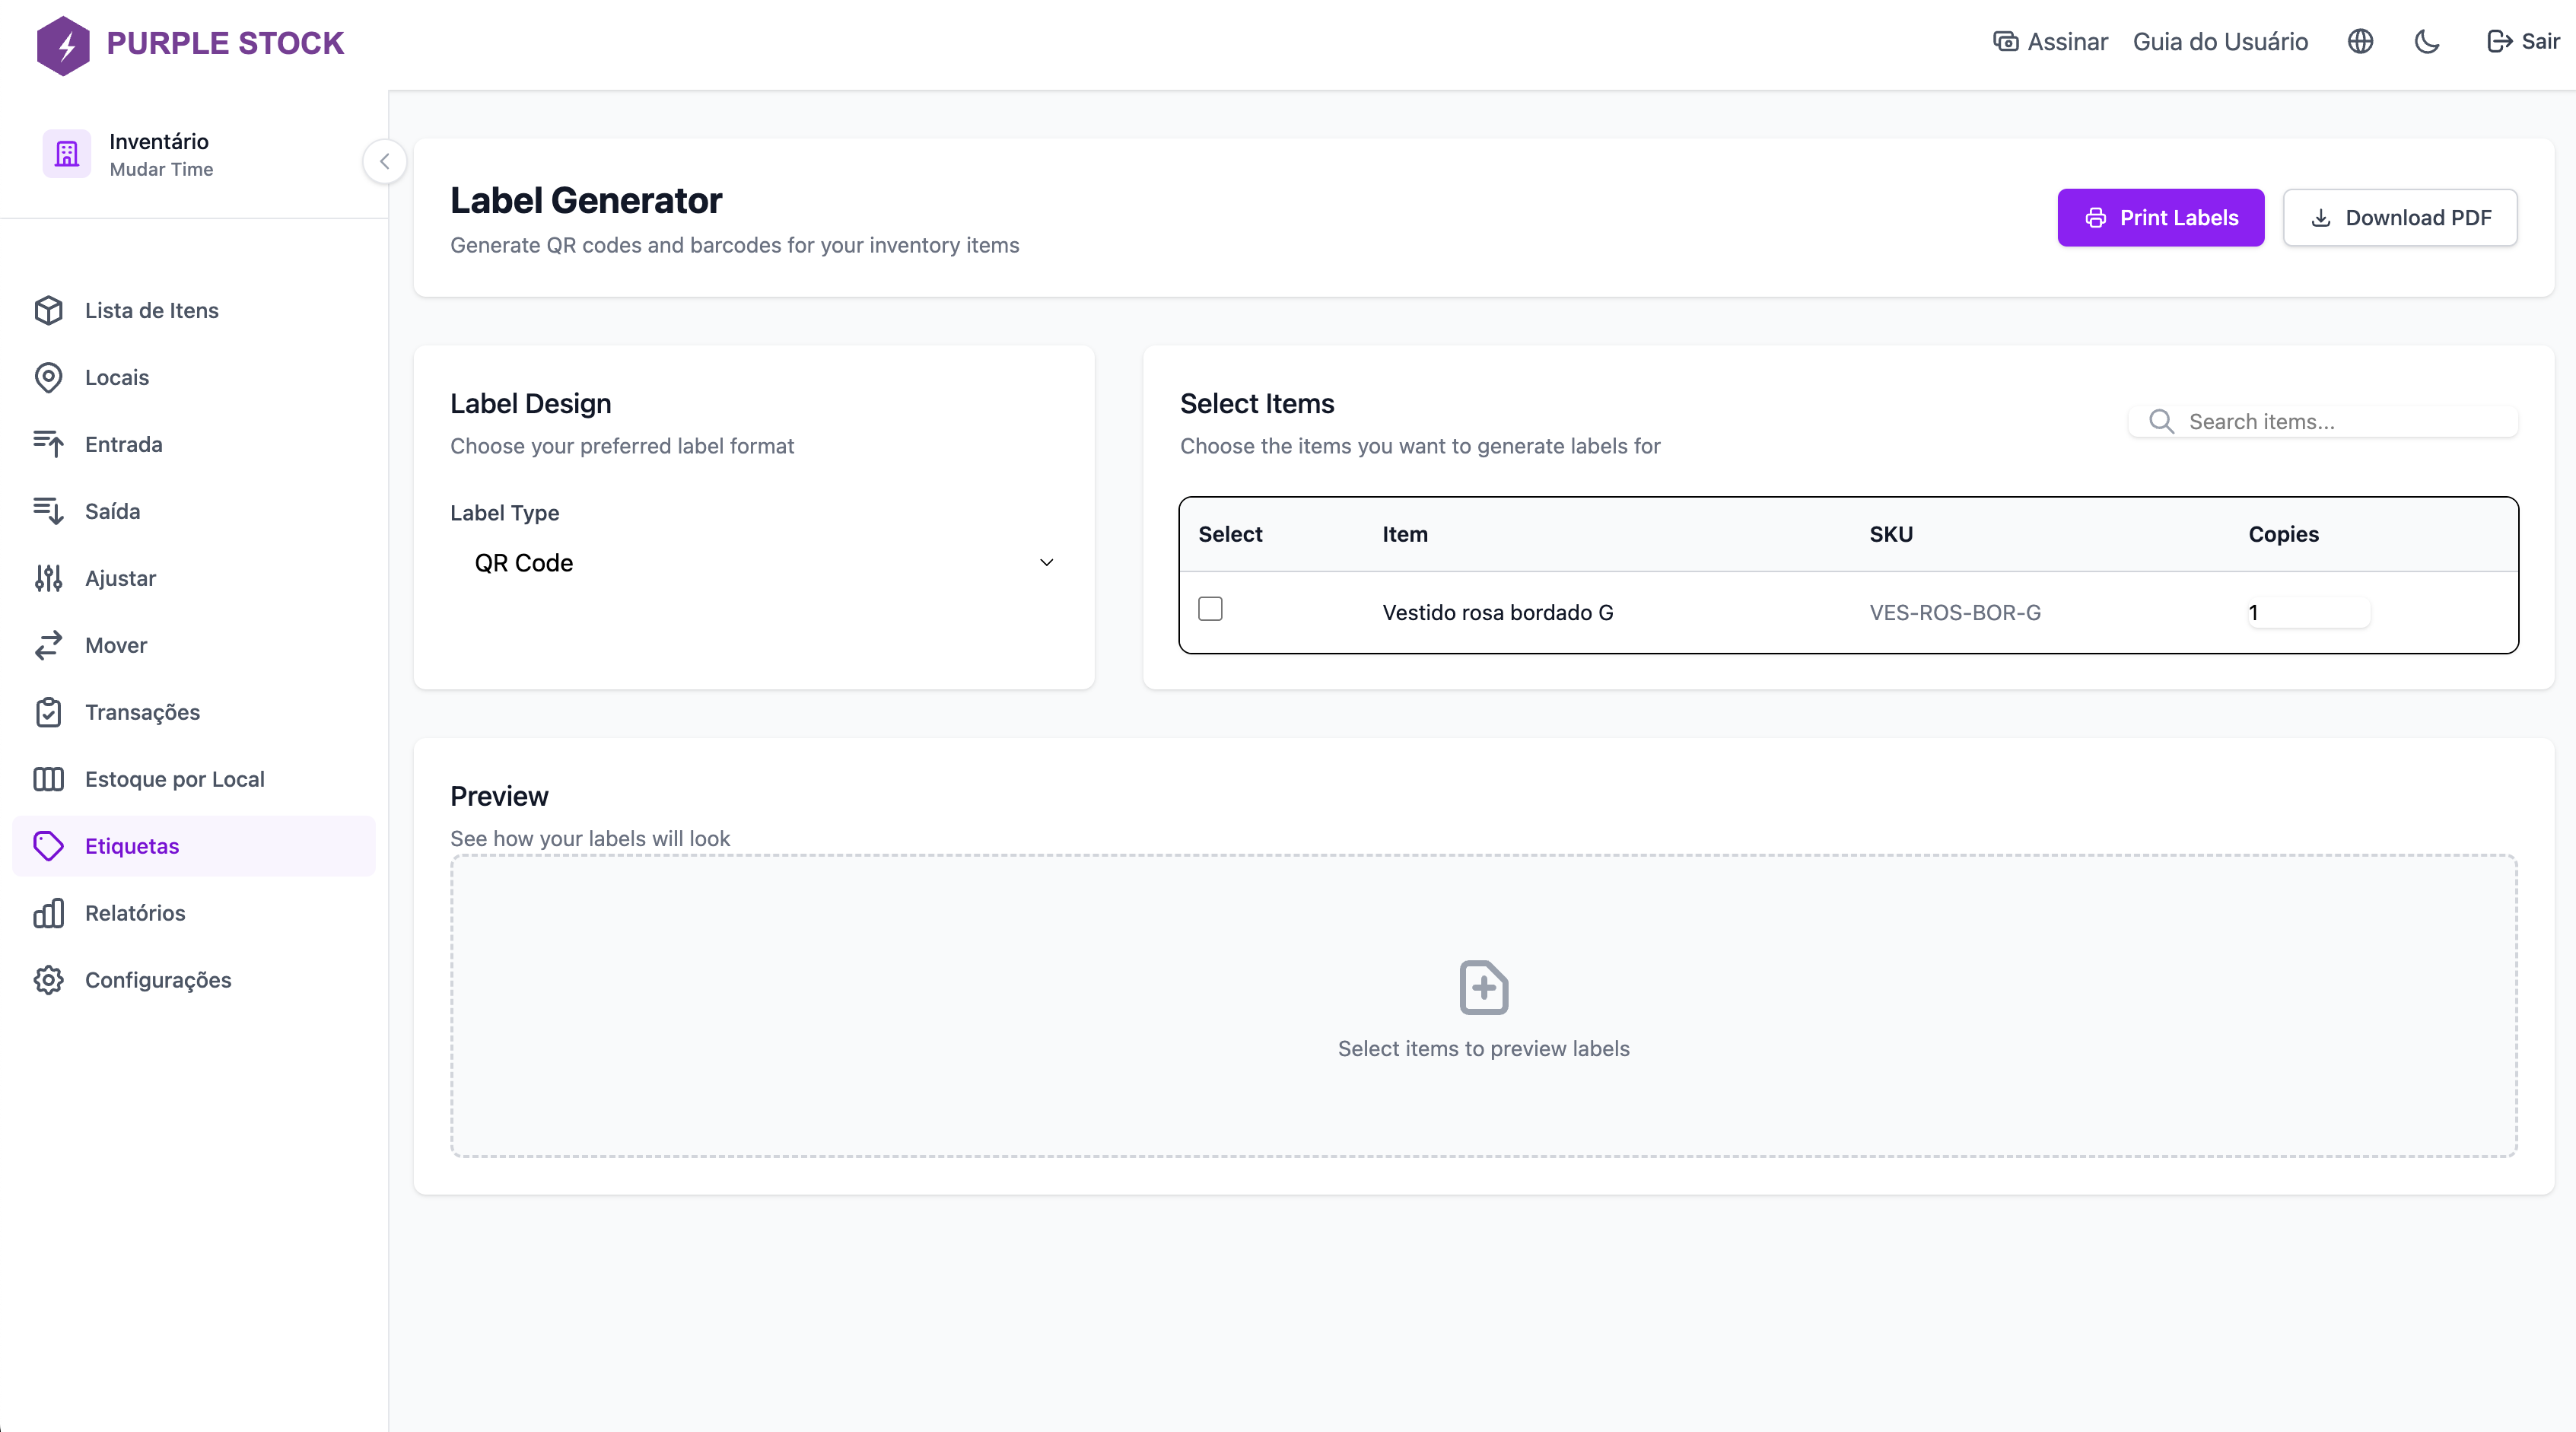 PURPLE STOCK
Assinar
Guia do Usuário
Sair
Inventário
Mudar Time
Lista de Itens
Locais
Entrada
Saída
Ajustar
Mover
Transações
Estoque por Local
Etiquetas
Relatórios
Configurações
Label Generator
Generate QR codes and barcodes for your inventory items
Print Labels
Download PDF
Label Design
Choose your preferred label format
Label Type
QR Code
Select Items
Choose the items you want to generate labels for
Search items...
Select Item SKU Copies
Vestido rosa bordado G VES-ROS-BOR-G 1
Preview
See how your labels will look
Select items to preview labels